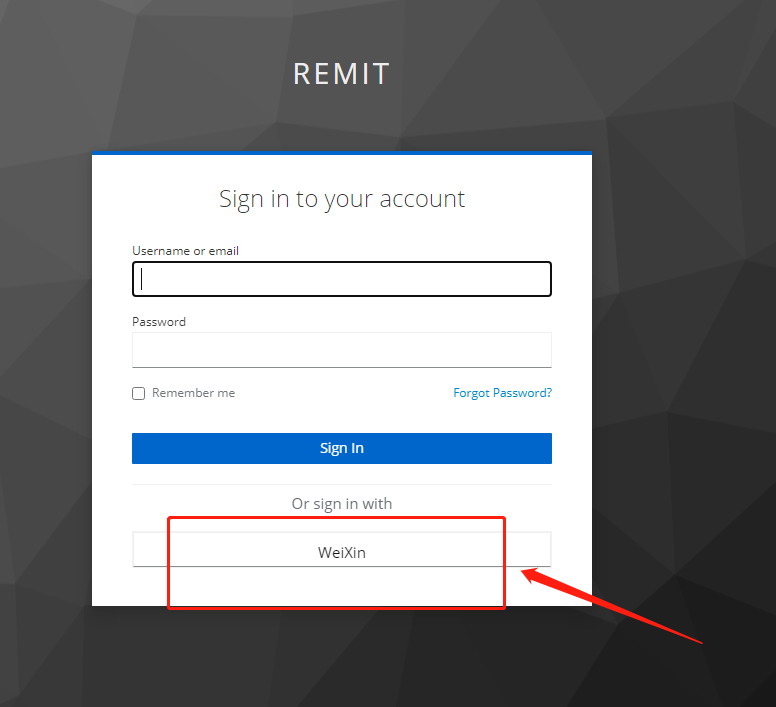 REMIT
Sign in to your account
Username or email
Password
Remember me
Forgot Password?
Sign In
Or sign in with
WeiXin